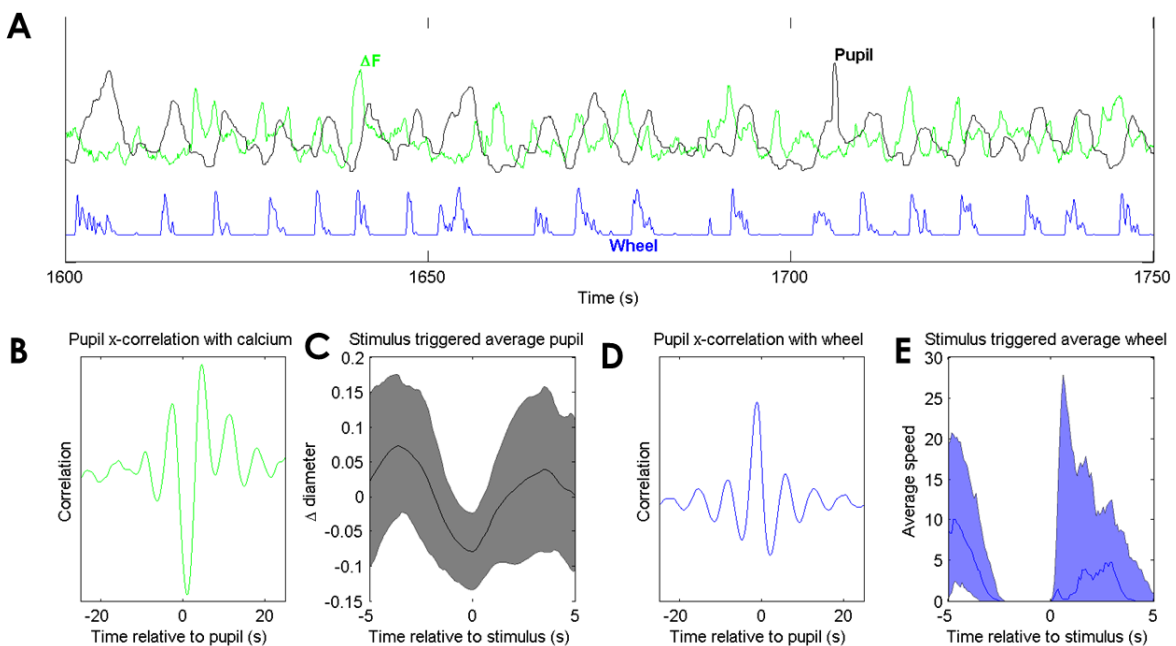 A
ΔF
Pupil
Wheel
1600
1650
1700
1750
Time (s)
B
Pupil x-correlation with calcium
Correlation
-20
0
20
Time relative to pupil (s)
C
Stimulus triggered average pupil
Δ diameter
0.2
0.15
0.1
0.05
0
-0.05
-0.1
-0.15
-5
0
5
Time relative to stimulus (s)
D
Pupil x-correlation with wheel
Correlation
-20
0
20
Time relative to pupil (s)
E
Stimulus triggered average wheel
Average speed
30
25
20
15
10
5
0
-5
0
5
Time relative to stimulus (s)